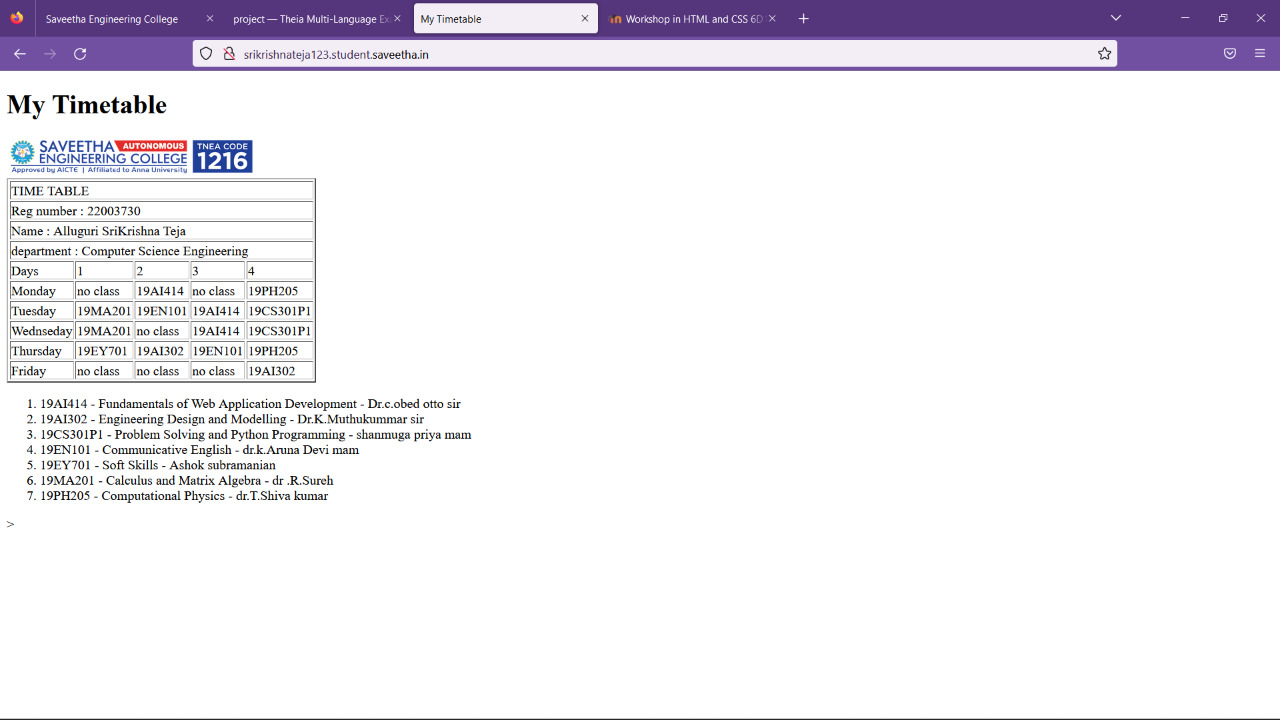 Saveetha Engineering College
project — Theia Multi-Language Ex
My Timetable
Workshop in HTML and CSS 6D
srikrishnateja123.student.saveetha.in
My Timetable
SAVEETHA AUTONOMOUS
ENGINEERING COLLEGE
Approved by AICTE | Affiliated to Anna University
TNEA CODE
1216
TIME TABLE
Reg number : 22003730
Name : Alluguri SriKrishna Teja
department : Computer Science Engineering
Days 1 2 3 4
Monday no class 19AI414 no class 19PH205
Tuesday 19MA201 19EN101 19AI414 19CS301P1
Wednseday 19MA201 no class 19AI414 19CS301P1
Thursday 19EY701 19AI302 19EN101 19PH205
Friday no class no class no class 19AI302
1. 19AI414 - Fundamentals of Web Application Development - Dr.c.obed otto sir
2. 19AI302 - Engineering Design and Modelling - Dr.K.Muthukummar sir
3. 19CS301P1 - Problem Solving and Python Programming - shanmuga priya mam
4. 19EN101 - Communicative English - dr.k.Aruna Devi mam
5. 19EY701 - Soft Skills - Ashok subramanian
6. 19MA201 - Calculus and Matrix Algebra - dr .R.Sureh
7. 19PH205 - Computational Physics - dr.T.Shiva kumar
>